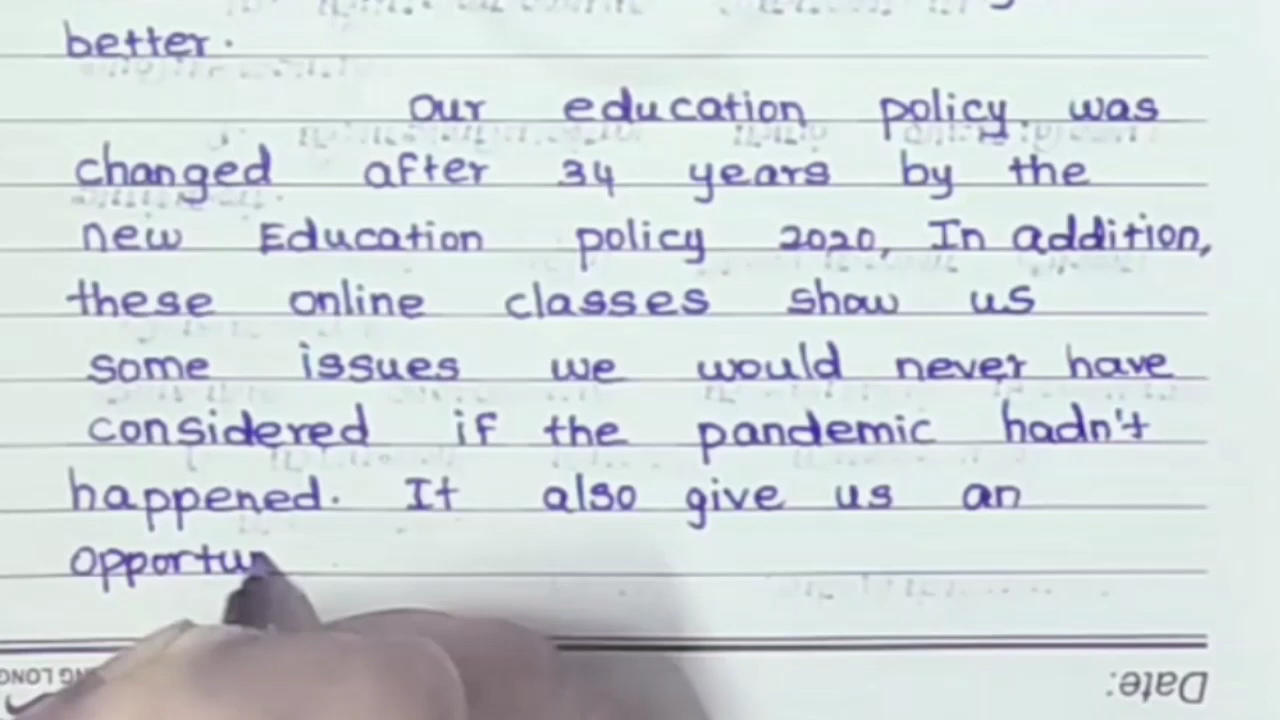 better.
Our education policy was
changed after 34 years by the
new Education policy 2020, In addition,
these online classes show us
some issues we would never have
considered if the pandemic hadn't
happened. It also give us an
opportun
Date: